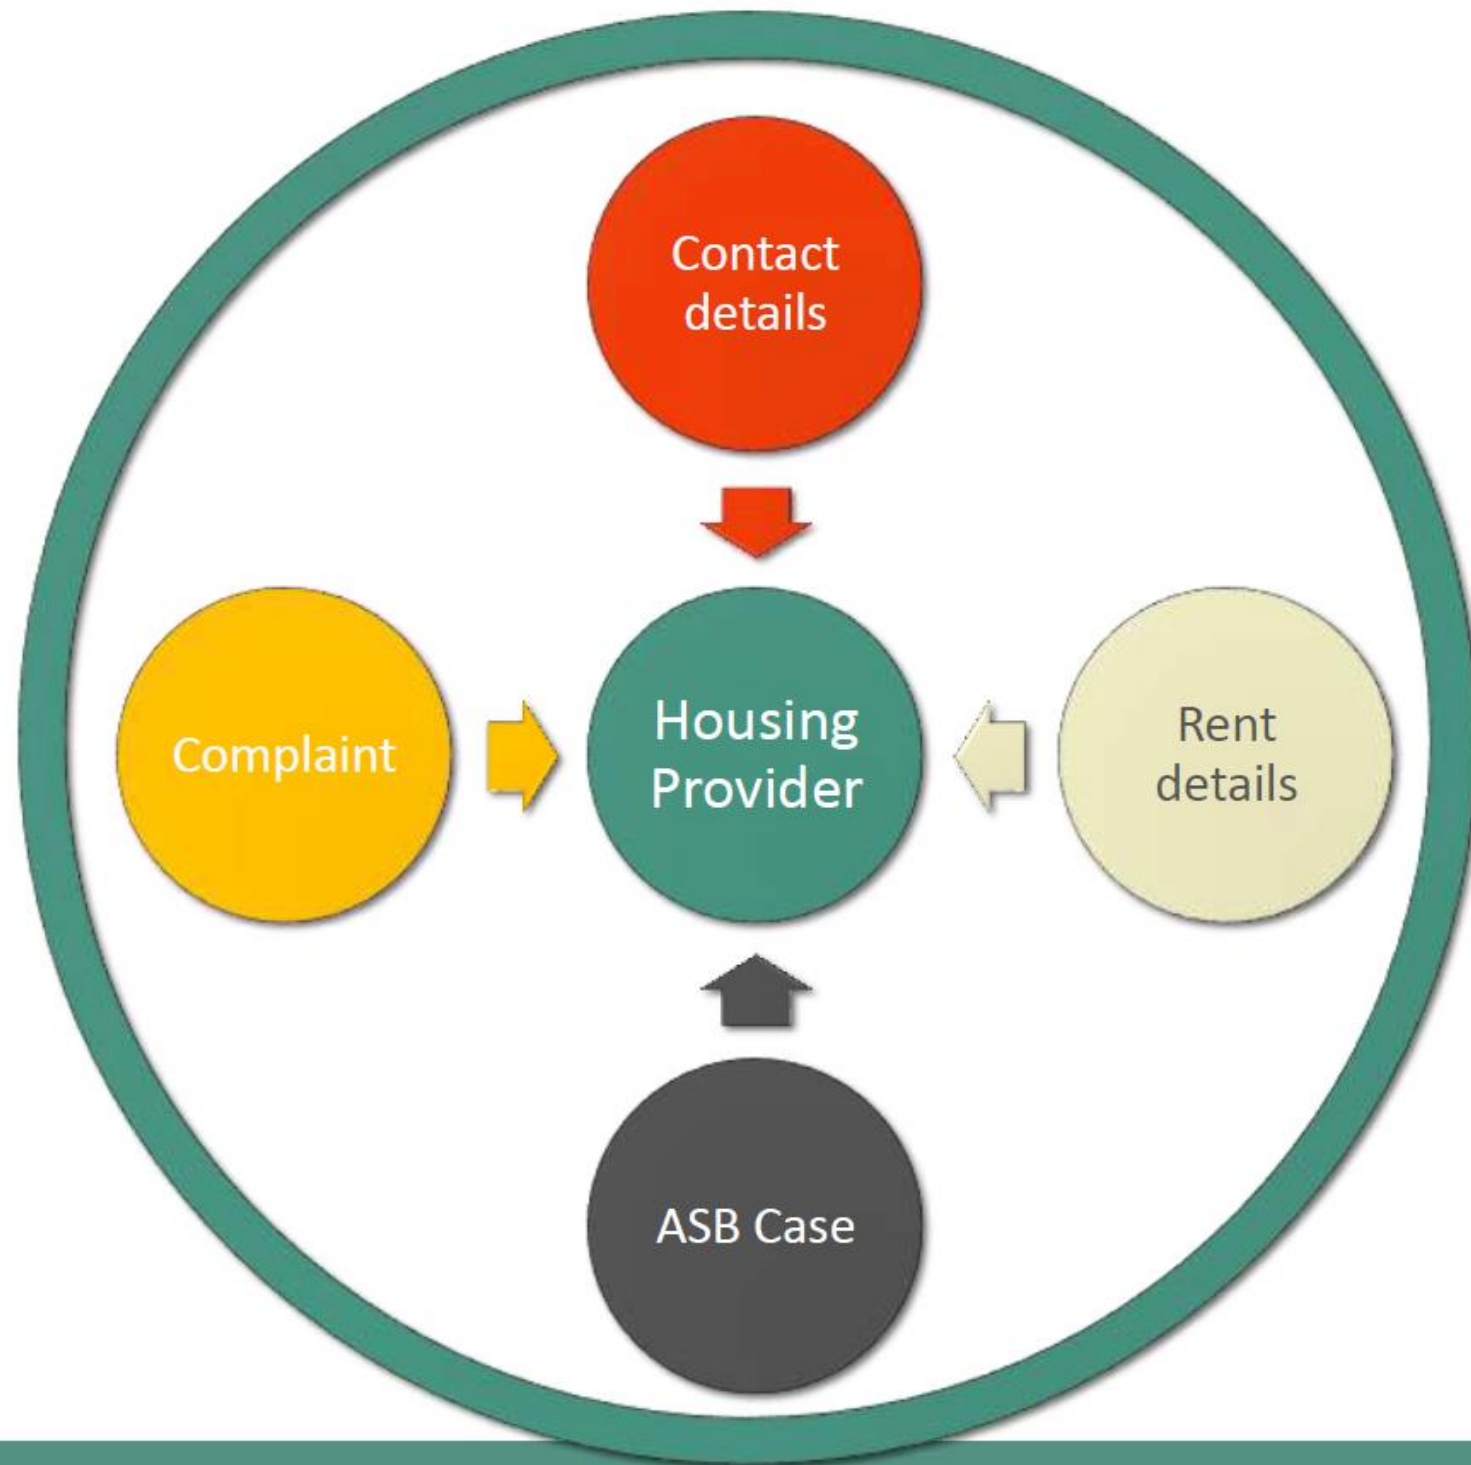 Contact
details
Complaint
Housing
Provider
Rent
details
ASB Case